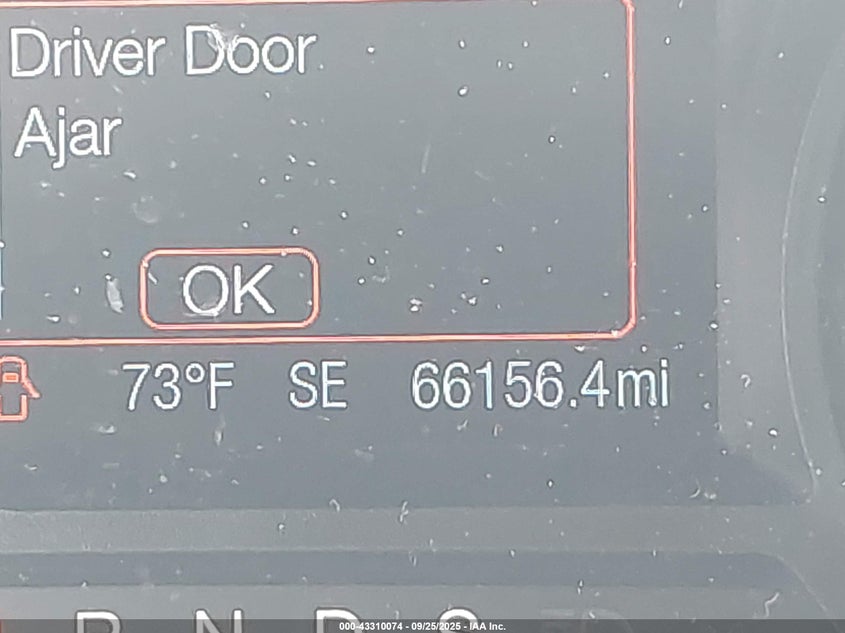 Driver Door
Ajar
OK
73°F SE 66156.4mi
R N D S
000-43310074 - 09/25/2025 - IAA Inc.